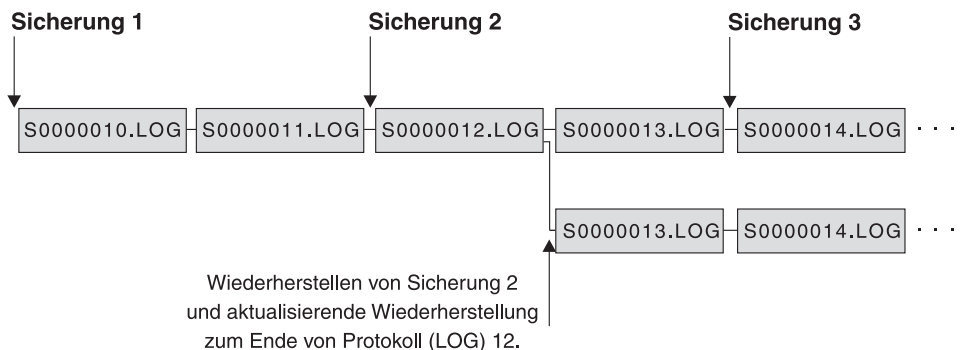 Sicherung 1 Sicherung 2 Sicherung 3
S0000010.LOG S0000011.LOG S0000012.LOG S0000013.LOG S0000014.LOG . . .
S0000013.LOG S0000014.LOG . . .
Wiederherstellen von Sicherung 2
und aktualisierende Wiederherstellung
zum Ende von Protokoll (LOG) 12.